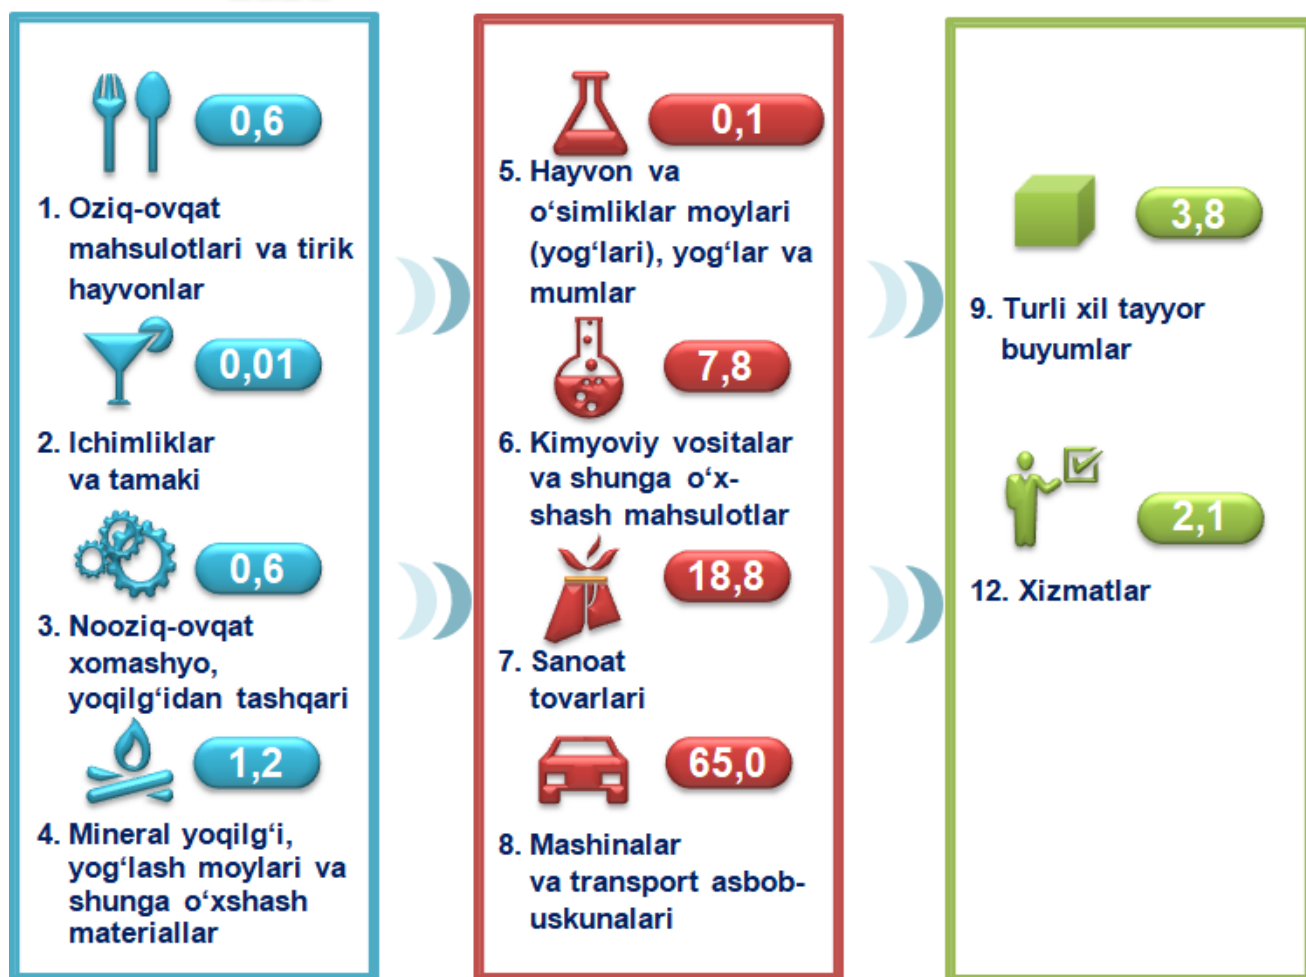 0,6
1. Oziq-ovqat
mahsulotlari va tirik
hayvonlar
0,01
2. Ichimliklar
va tamaki
0,6
3. Nooziq-ovqat
xomashyo,
yoqilg‘idan tashqari
1,2
4. Mineral yoqilg‘i,
yog‘lash moylari va
shunga o‘xshash
materiallar
0,1
5. Hayvon va
o‘simliklar moylari
(yog‘lari), yog‘lar va
mumlar
7,8
6. Kimyoviy vositalar
va shunga o‘x-
shash mahsulotlar
18,8
7. Sanoat
tovarlari
65,0
8. Mashinalar
va transport asbob-
uskunalari
3,8
9. Turli xil tayyor
buyumlar
2,1
12. Xizmatlar